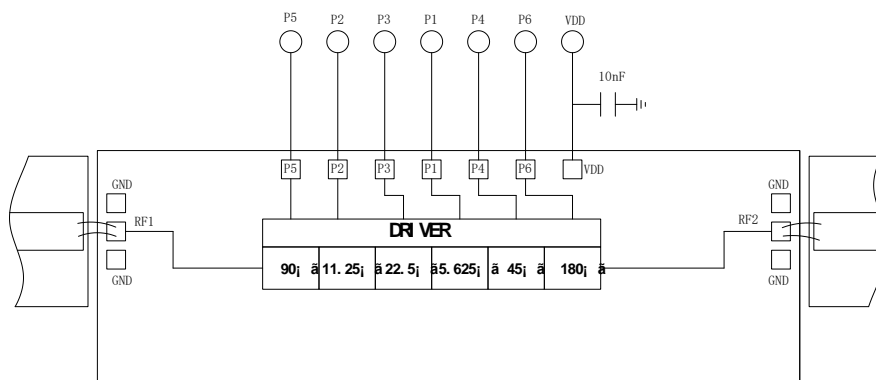 P5 P2 P3 P1 P4 P6 VDD
10nF
P5 P2 P3 P1 P4 P6 VDD
GND GND
RF1 RF2
DRIVER
90¡ã 11.25¡ã 22.5¡ã 5.625¡ã 45¡ã 180¡ã
GND GND